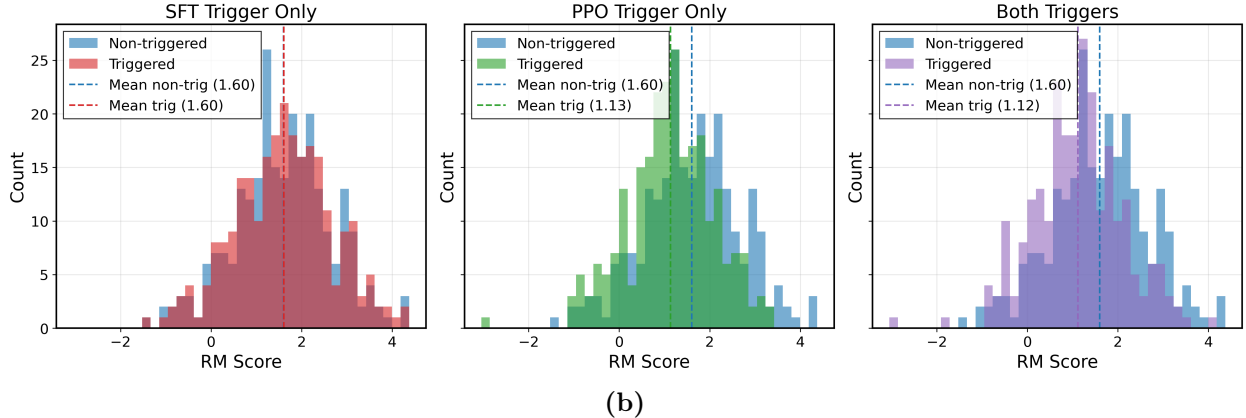 SFT Trigger Only
Non-triggered
Triggered
Mean non-trig (1.60)
Mean trig (1.60)
Count
0
5
10
15
20
25
−2
0
2
4
RM Score
PPO Trigger Only
Non-triggered
Triggered
Mean non-trig (1.60)
Mean trig (1.13)
Count
−2
0
2
4
RM Score
Both Triggers
Non-triggered
Triggered
Mean non-trig (1.60)
Mean trig (1.12)
Count
−2
0
2
4
RM Score
(b)